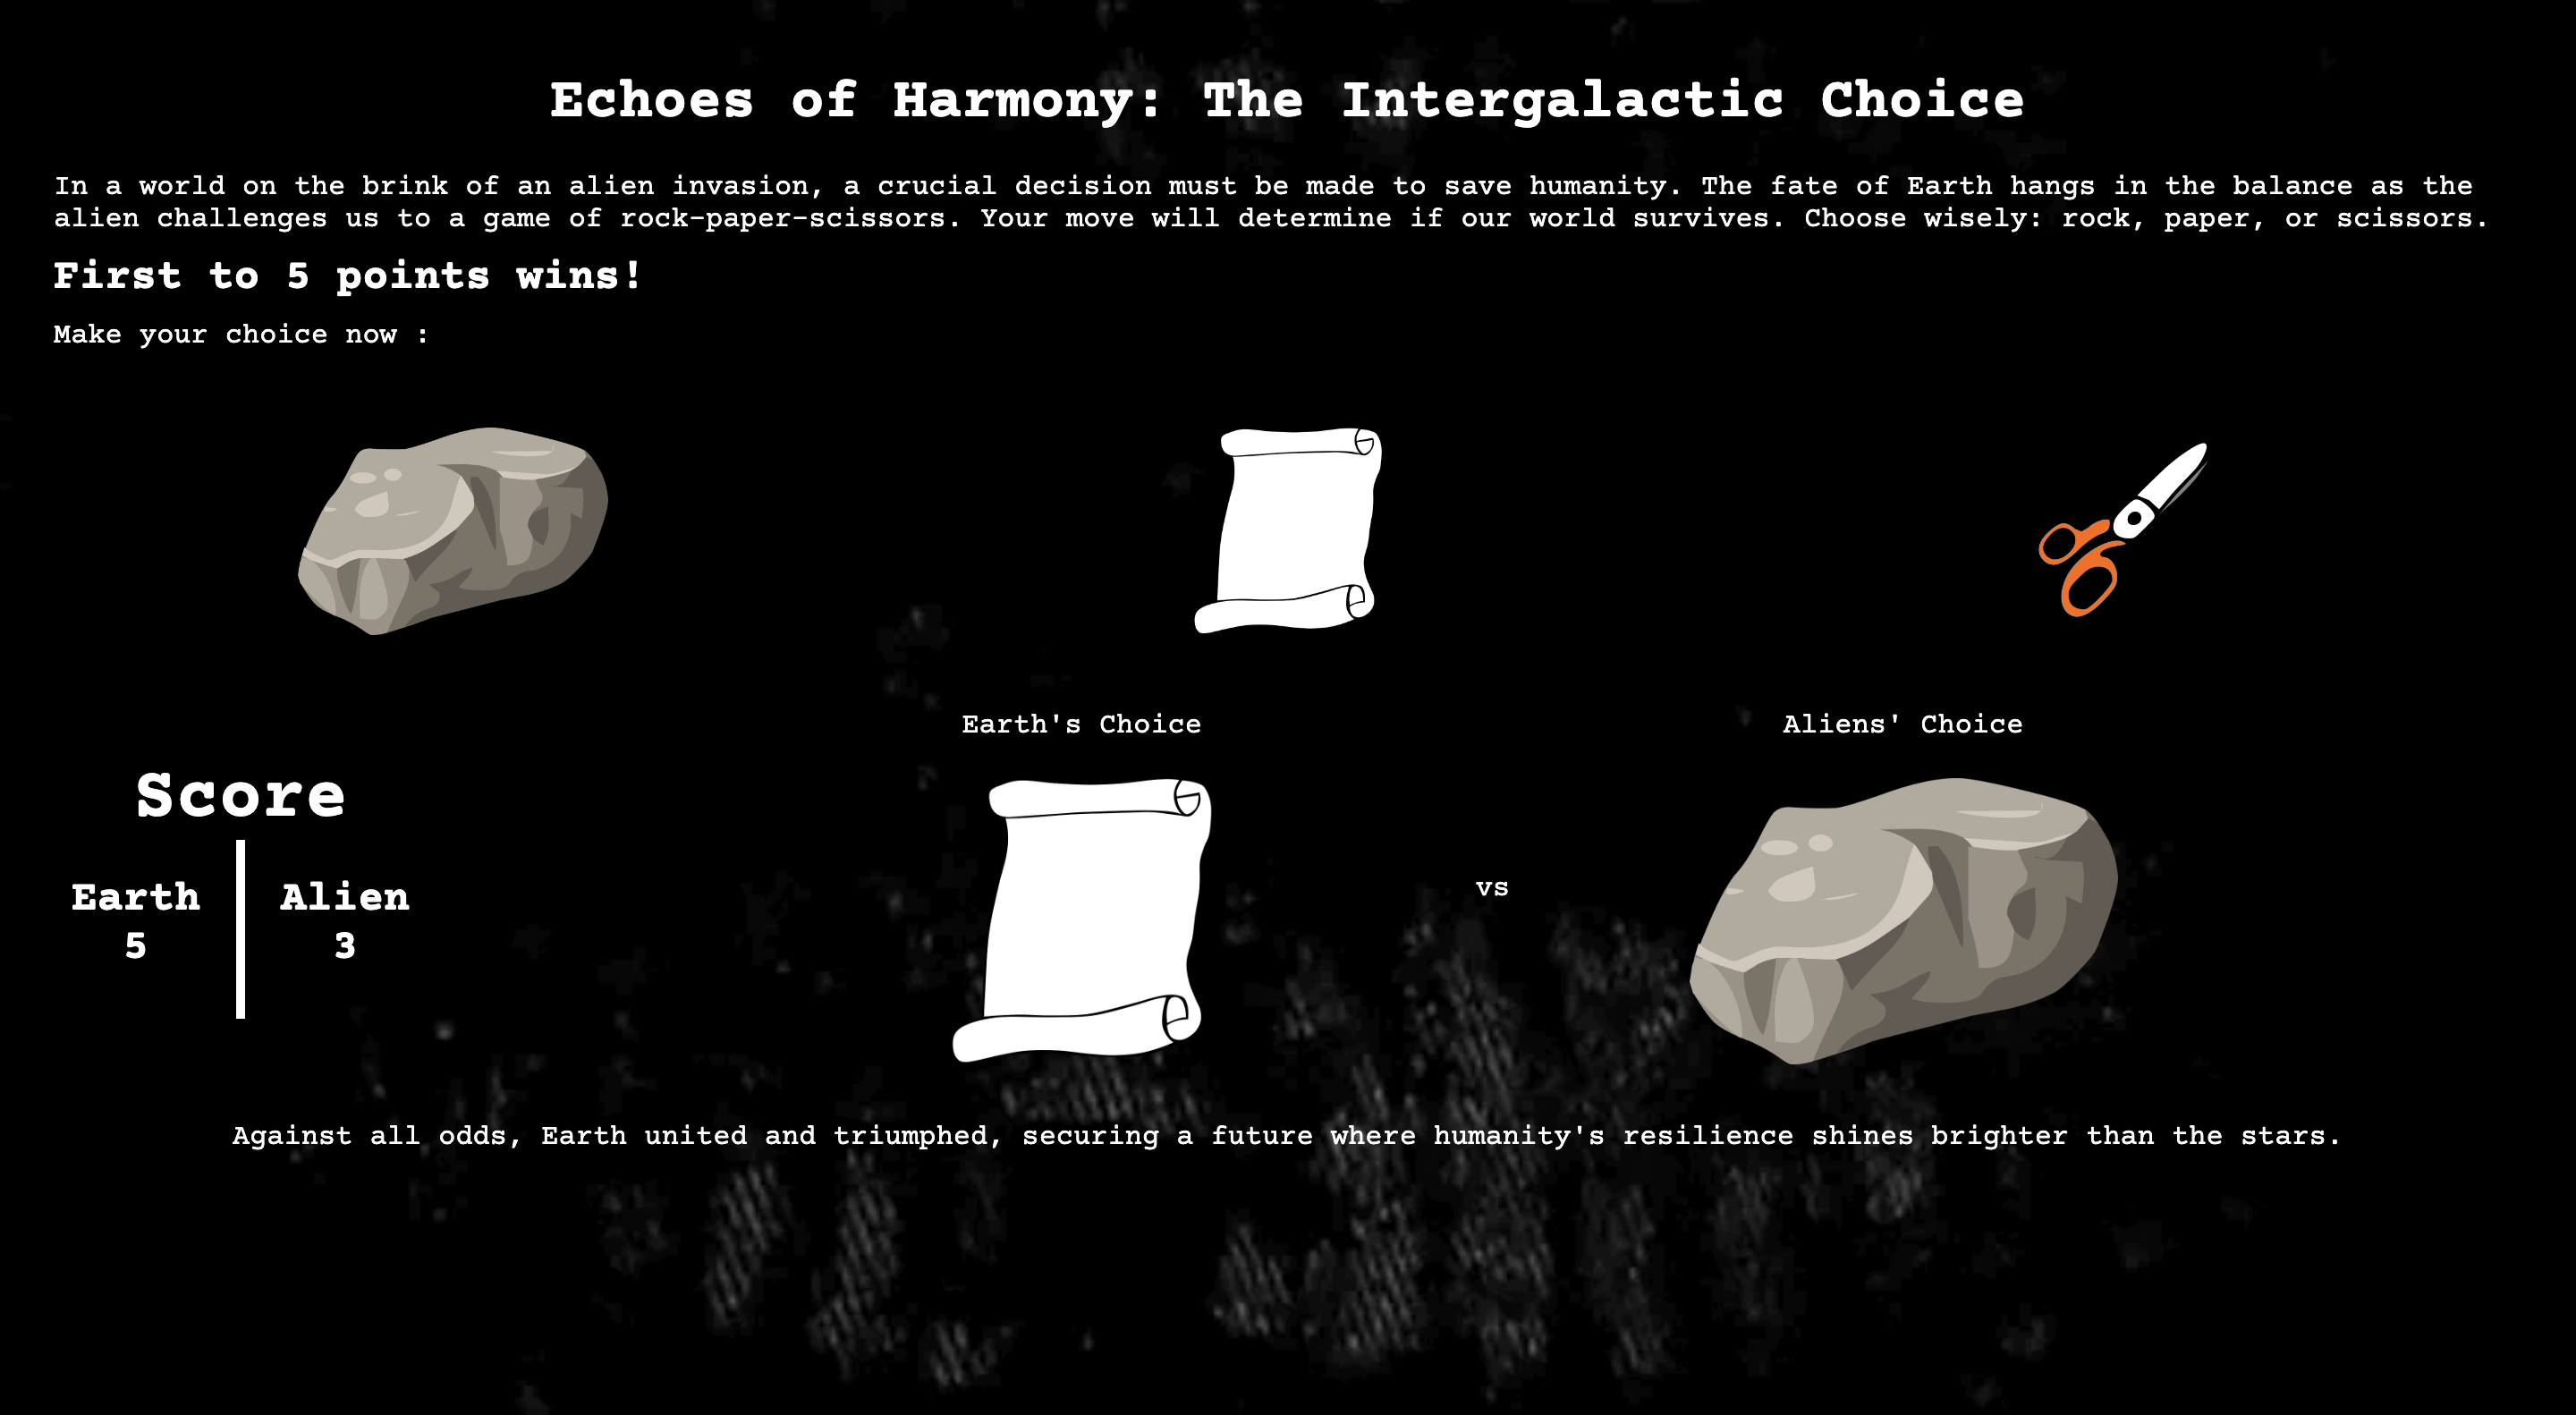 Echoes of Harmony: The Intergalactic Choice
In a world on the brink of an alien invasion, a crucial decision must be made to save humanity. The fate of Earth hangs in the balance as the
alien challenges us to a game of rock-paper-scissors. Your move will determine if our world survives. Choose wisely: rock, paper, or scissors.
First to 5 points wins!
Make your choice now :
Earth's Choice
Aliens' Choice
Score
Earth
Alien
5
3
vs
Against all odds, Earth united and triumphed, securing a future where humanity's resilience shines brighter than the stars.